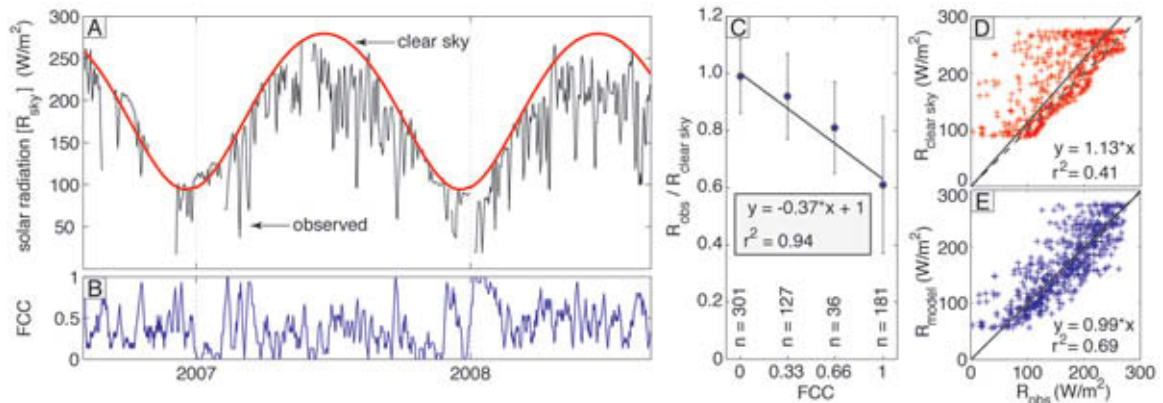 A
solar radiation [R_sky] (W/m²)
250
200
150
100
50
clear sky
observed
B
FCC
1
0.5
0
2007
2008
C
R_obs / R_clear sky
1.2
1.0
0.8
0.6
0.4
0.2
0
y = -0.37*x + 1
r² = 0.94
n = 301
n = 127
n = 36
n = 181
0
0.33
0.66
1
FCC
D
R_clear sky (W/m²)
300
200
100
0
y = 1.13*x
r² = 0.41
E
R_model (W/m²)
200
100
0
y = 0.99*x
r² = 0.69
0
100
200
300
R_obs (W/m²)